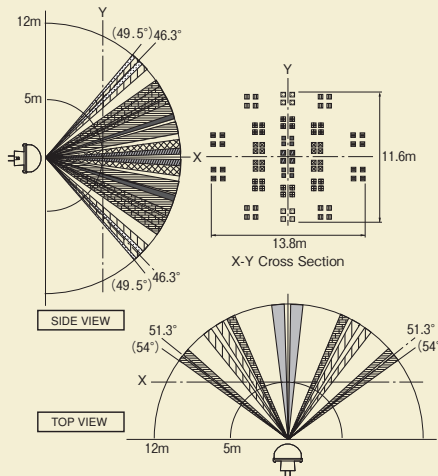 12m
Y
(49.5°)
46.3°
5m
X
46.3°
(49.5°)
SIDE VIEW
Y
11.6m
13.8m
X-Y Cross Section
51.3°
(54°)
51.3°
(54°)
X
TOP VIEW
12m
5m